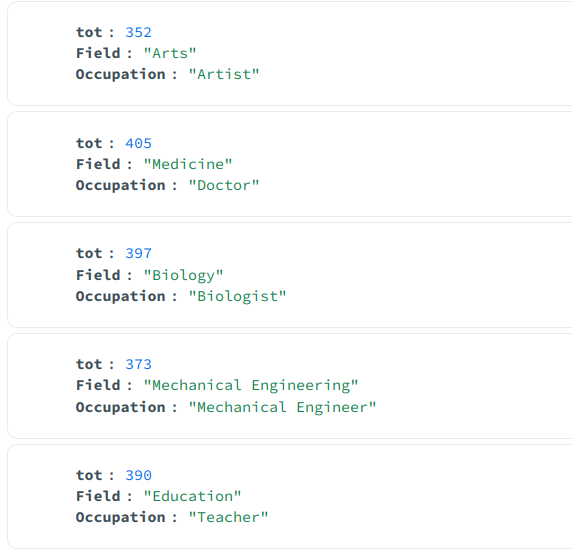 tot : 352
Field : "Arts"
Occupation : "Artist"
tot : 405
Field : "Medicine"
Occupation : "Doctor"
tot : 397
Field : "Biology"
Occupation : "Biologist"
tot : 373
Field : "Mechanical Engineering"
Occupation : "Mechanical Engineer"
tot : 390
Field : "Education"
Occupation : "Teacher"